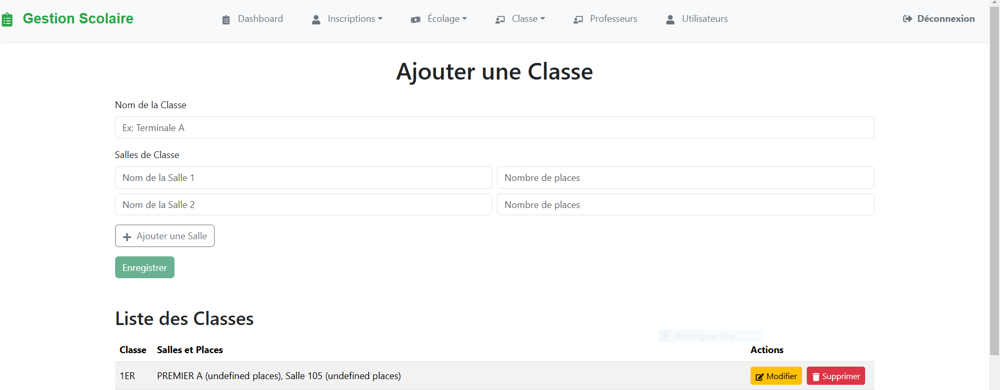 Gestion Scolaire Dashboard Inscriptions Écolage Classe Professeurs Utilisateurs Déconnexion
Ajouter une Classe
Nom de la Classe
Ex: Terminale A
Salles de Classe
Nom de la Salle 1 Nombre de places
Nom de la Salle 2 Nombre de places
Ajouter une Salle
Enregistrer
Liste des Classes
Rectangular Snip
Classe Salles et Places Actions
1ER PREMIER A (undefined places), Salle 105 (undefined places) Modifier Supprimer